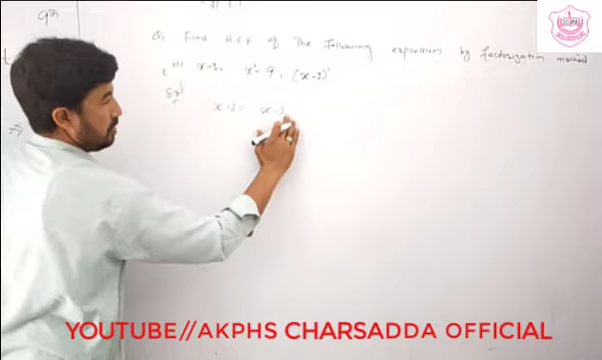 Q: Find H.C.F of The following expression by factorization method
x-3, x²-9, (x-3)²
Sol
x-3 = x-3
YOUTUBE//AKPHS CHARSADDA OFFICIAL